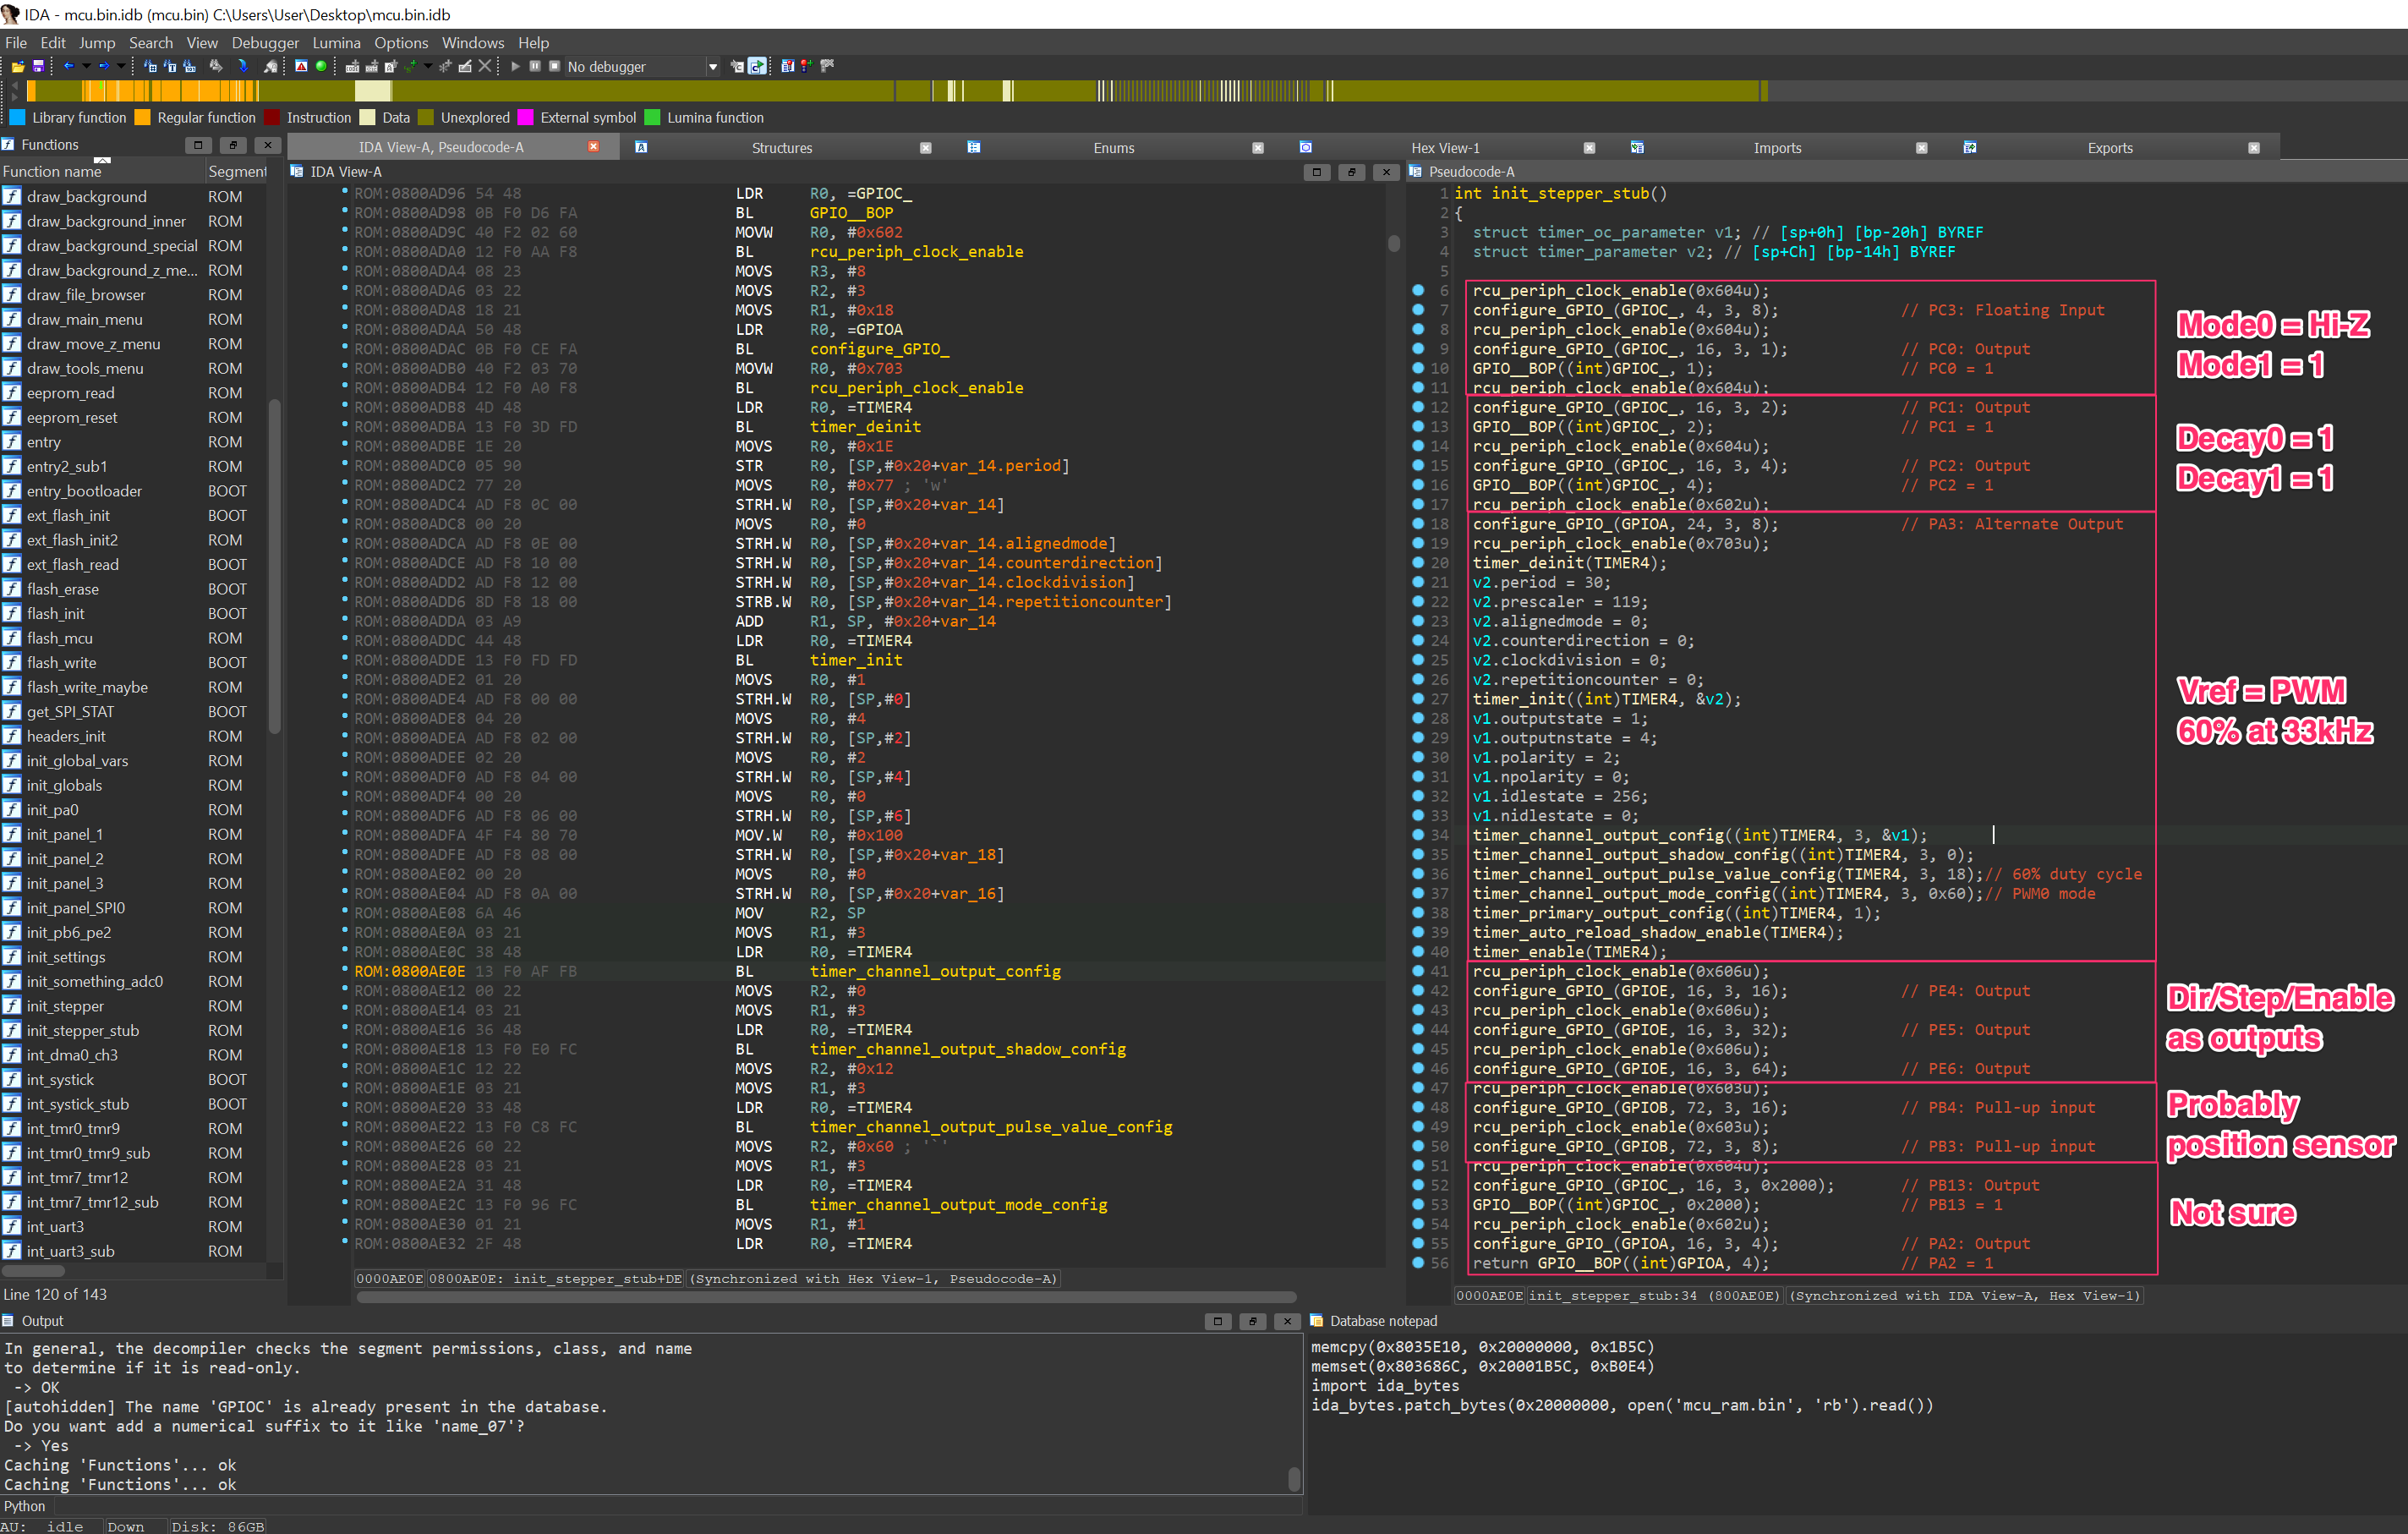 IDA - mcu.bin.idb (mcu.bin) C:\Users\User\Desktop\mcu.bin.idb
File Edit Jump Search View Debugger Lumina Options Windows Help
No debugger
Library function Regular function Instruction Data Unexplored External symbol Lumina function
Functions
Function name Segment
draw_background ROM
draw_background_inner ROM
draw_background_special ROM
draw_background_z_me... ROM
draw_file_browser ROM
draw_main_menu ROM
draw_move_z_menu ROM
draw_tools_menu ROM
eeprom_read ROM
eeprom_reset ROM
entry ROM
entry2_sub1 ROM
entry_bootloader BOOT
ext_flash_init BOOT
ext_flash_init2 ROM
ext_flash_read BOOT
flash_erase BOOT
flash_init BOOT
flash_mcu ROM
flash_write BOOT
flash_write_maybe ROM
get_SPI_STAT BOOT
headers_init ROM
init_global_vars ROM
init_globals ROM
init_pa0 ROM
init_panel_1 ROM
init_panel_2 ROM
init_panel_3 ROM
init_panel_SPI0 ROM
init_pb6_pe2 ROM
init_settings ROM
init_something_adc0 ROM
init_stepper ROM
init_stepper_stub ROM
int_dma0_ch3 ROM
int_systick BOOT
int_systick_stub BOOT
int_tmr0_tmr9 ROM
int_tmr0_tmr9_sub ROM
int_tmr7_tmr12 ROM
int_tmr7_tmr12_sub ROM
int_uart3 ROM
int_uart3_sub ROM
Line 120 of 143
IDA View-A, Pseudocode-A Structures Enums Hex View-1 Imports Exports
IDA View-A
ROM:0800AD96 54 48 LDR R0, =GPIOC_
ROM:0800AD98 0B F0 D6 FA BL GPIO__BOP
ROM:0800AD9C 40 F2 02 60 MOVW R0, #0x602
ROM:0800ADA0 12 F0 AA F8 BL rcu_periph_clock_enable
ROM:0800ADA4 08 23 MOVS R3, #8
ROM:0800ADA6 03 22 MOVS R2, #3
ROM:0800ADA8 18 21 MOVS R1, #0x18
ROM:0800ADAA 50 48 LDR R0, =GPIOA
ROM:0800ADAC 0B F0 CE FA BL configure_GPIO_
ROM:0800ADB0 40 F2 03 70 MOVW R0, #0x703
ROM:0800ADB4 12 F0 A0 F8 BL rcu_periph_clock_enable
ROM:0800ADB8 4D 48 LDR R0, =TIMER4
ROM:0800ADBA 13 F0 3D FD BL timer_deinit
ROM:0800ADBE 1E 20 MOVS R0, #0x1E
ROM:0800ADC0 05 90 STR R0, [SP,#0x20+var_14.period]
ROM:0800ADC2 77 20 MOVS R0, #0x77 ; 'w'
ROM:0800ADC4 AD F8 0C 00 STRH.W R0, [SP,#0x20+var_14]
ROM:0800ADC8 00 20 MOVS R0, #0
ROM:0800ADCA AD F8 0E 00 STRH.W R0, [SP,#0x20+var_14.alignedmode]
ROM:0800ADCE AD F8 10 00 STRH.W R0, [SP,#0x20+var_14.counterdirection]
ROM:0800ADD2 AD F8 12 00 STRH.W R0, [SP,#0x20+var_14.clockdivision]
ROM:0800ADD6 8D F8 18 00 STRB.W R0, [SP,#0x20+var_14.repetitioncounter]
ROM:0800ADDA 03 A9 ADD R1, SP, #0x20+var_14
ROM:0800ADDC 44 48 LDR R0, =TIMER4
ROM:0800ADDE 13 F0 FD FD BL timer_init
ROM:0800ADE2 01 20 MOVS R0, #1
ROM:0800ADE4 AD F8 00 00 STRH.W R0, [SP,#0]
ROM:0800ADE8 04 20 MOVS R0, #4
ROM:0800ADEA AD F8 02 00 STRH.W R0, [SP,#2]
ROM:0800ADEE 02 20 MOVS R0, #2
ROM:0800ADF0 AD F8 04 00 STRH.W R0, [SP,#4]
ROM:0800ADF4 00 20 MOVS R0, #0
ROM:0800ADF6 AD F8 06 00 STRH.W R0, [SP,#6]
ROM:0800ADFA 4F F4 80 70 MOV.W R0, #0x100
ROM:0800ADFE AD F8 08 00 STRH.W R0, [SP,#0x20+var_18]
ROM:0800AE02 00 20 MOVS R0, #0
ROM:0800AE04 AD F8 0A 00 STRH.W R0, [SP,#0x20+var_16]
ROM:0800AE08 6A 46 MOV R2, SP
ROM:0800AE0A 03 21 MOVS R1, #3
ROM:0800AE0C 38 48 LDR R0, =TIMER4
ROM:0800AE0E 13 F0 AF FB BL timer_channel_output_config
ROM:0800AE12 00 22 MOVS R2, #0
ROM:0800AE14 03 21 MOVS R1, #3
ROM:0800AE16 36 48 LDR R0, =TIMER4
ROM:0800AE18 13 F0 E0 FC BL timer_channel_output_shadow_config
ROM:0800AE1C 12 22 MOVS R2, #0x12
ROM:0800AE1E 03 21 MOVS R1, #3
ROM:0800AE20 33 48 LDR R0, =TIMER4
ROM:0800AE22 13 F0 C8 FC BL timer_channel_output_pulse_value_config
ROM:0800AE26 60 22 MOVS R2, #0x60 ; '`'
ROM:0800AE28 03 21 MOVS R1, #3
ROM:0800AE2A 31 48 LDR R0, =TIMER4
ROM:0800AE2C 13 F0 96 FC BL timer_channel_output_mode_config
ROM:0800AE30 01 21 MOVS R1, #1
ROM:0800AE32 2F 48 LDR R0, =TIMER4
0000AE0E 0800AE0E: init_stepper_stub+DE (Synchronized with Hex View-1, Pseudocode-A)
Pseudocode-A
1 int init_stepper_stub()
2 {
3 struct timer_oc_parameter v1; // [sp+0h] [bp-20h] BYREF
4 struct timer_parameter v2; // [sp+Ch] [bp-14h] BYREF
5
6 rcu_periph_clock_enable(0x604u);
7 configure_GPIO_(GPIOC_, 4, 3, 8); // PC3: Floating Input
8 rcu_periph_clock_enable(0x604u);
9 configure_GPIO_(GPIOC_, 16, 3, 1); // PC0: Output
10 GPIO__BOP((int)GPIOC_, 1); // PC0 = 1
11 rcu_periph_clock_enable(0x604u);
12 configure_GPIO_(GPIOC_, 16, 3, 2); // PC1: Output
13 GPIO__BOP((int)GPIOC_, 2); // PC1 = 1
14 rcu_periph_clock_enable(0x604u);
15 configure_GPIO_(GPIOC_, 16, 3, 4); // PC2: Output
16 GPIO__BOP((int)GPIOC_, 4); // PC2 = 1
17 rcu_periph_clock_enable(0x602u);
18 configure_GPIO_(GPIOA, 24, 3, 8); // PA3: Alternate Output
19 rcu_periph_clock_enable(0x703u);
20 timer_deinit(TIMER4);
21 v2.period = 30;
22 v2.prescaler = 119;
23 v2.alignedmode = 0;
24 v2.counterdirection = 0;
25 v2.clockdivision = 0;
26 v2.repetitioncounter = 0;
27 timer_init((int)TIMER4, &v2);
28 v1.outputstate = 1;
29 v1.outputnstate = 4;
30 v1.polarity = 2;
31 v1.npolarity = 0;
32 v1.idlestate = 256;
33 v1.nidlestate = 0;
34 timer_channel_output_config((int)TIMER4, 3, &v1);
35 timer_channel_output_shadow_config((int)TIMER4, 3, 0);
36 timer_channel_output_pulse_value_config(TIMER4, 3, 18);// 60% duty cycle
37 timer_channel_output_mode_config((int)TIMER4, 3, 0x60);// PWM0 mode
38 timer_primary_output_config((int)TIMER4, 1);
39 timer_auto_reload_shadow_enable(TIMER4);
40 timer_enable(TIMER4);
41 rcu_periph_clock_enable(0x606u);
42 configure_GPIO_(GPIOE, 16, 3, 16); // PE4: Output
43 rcu_periph_clock_enable(0x606u);
44 configure_GPIO_(GPIOE, 16, 3, 32); // PE5: Output
45 rcu_periph_clock_enable(0x606u);
46 configure_GPIO_(GPIOE, 16, 3, 64); // PE6: Output
47 rcu_periph_clock_enable(0x603u);
48 configure_GPIO_(GPIOB, 72, 3, 16); // PB4: Pull-up input
49 rcu_periph_clock_enable(0x603u);
50 configure_GPIO_(GPIOB, 72, 3, 8); // PB3: Pull-up input
51 rcu_periph_clock_enable(0x604u);
52 configure_GPIO_(GPIOC_, 16, 3, 0x2000); // PB13: Output
53 GPIO__BOP((int)GPIOC_, 0x2000); // PB13 = 1
54 rcu_periph_clock_enable(0x602u);
55 configure_GPIO_(GPIOA, 16, 3, 4); // PA2: Output
56 return GPIO__BOP((int)GPIOA, 4); // PA2 = 1
0000AE0E init_stepper_stub:34 (800AE0E) (Synchronized with IDA View-A, Hex View-1)
Mode0 = Hi-Z
Mode1 = 1
Decay0 = 1
Decay1 = 1
Vref = PWM
60% at 33kHz
Dir/Step/Enable
as outputs
Probably
position sensor
Not sure
Output
In general, the decompiler checks the segment permissions, class, and name
to determine if it is read-only.
-> OK
[autohidden] The name 'GPIOC' is already present in the database.
Do you want add a numerical suffix to it like 'name_07'?
-> Yes
Caching 'Functions'... ok
Caching 'Functions'... ok
Python
AU: idle Down Disk: 86GB
Database notepad
memcpy(0x8035E10, 0x20000000, 0x1B5C)
memset(0x803686C, 0x20001B5C, 0xB0E4)
import ida_bytes
ida_bytes.patch_bytes(0x20000000, open('mcu_ram.bin', 'rb').read())